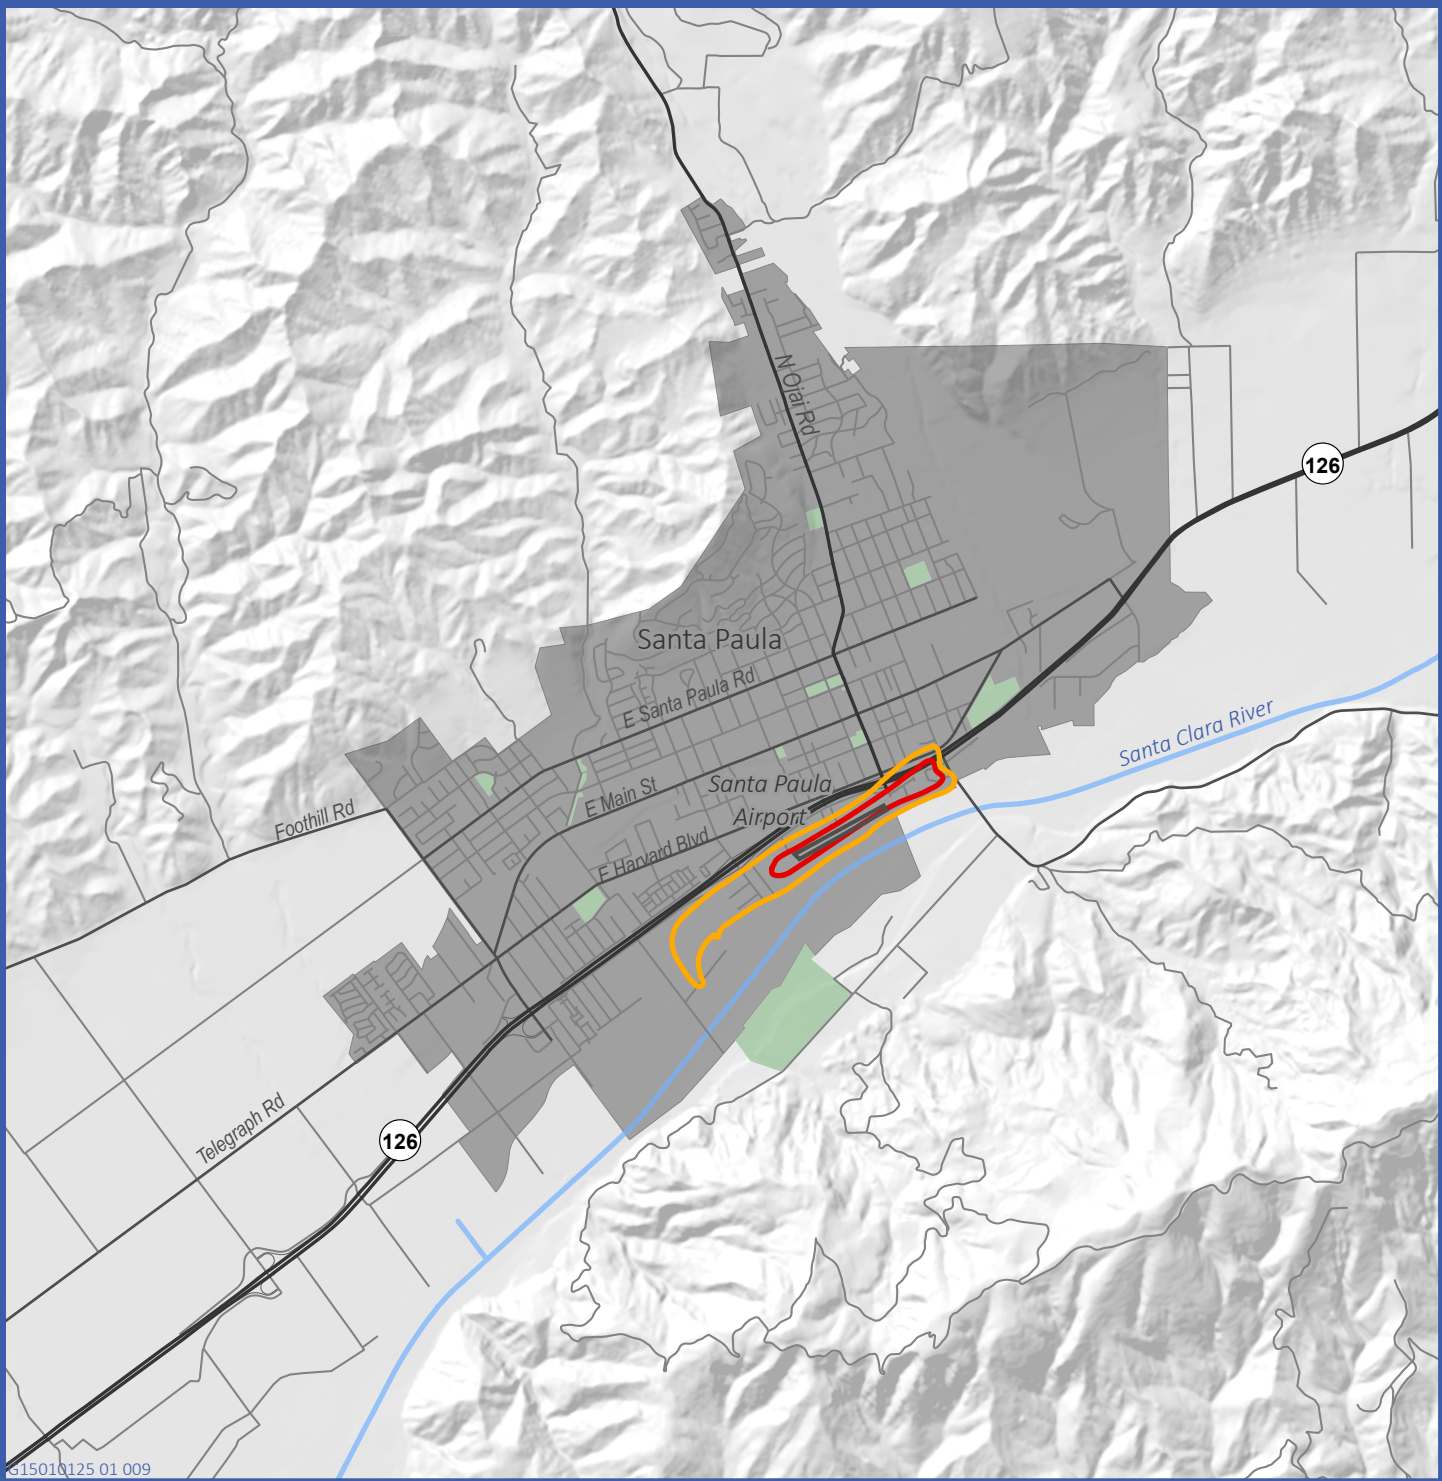 N Ojai Rd
126
Santa Paula
E Santa Paula Rd
Santa Clara River
Santa Paula
Airport
E Main St
Foothill Rd
E Harvard Blvd
Telegraph Rd
126
G15010125 01 009